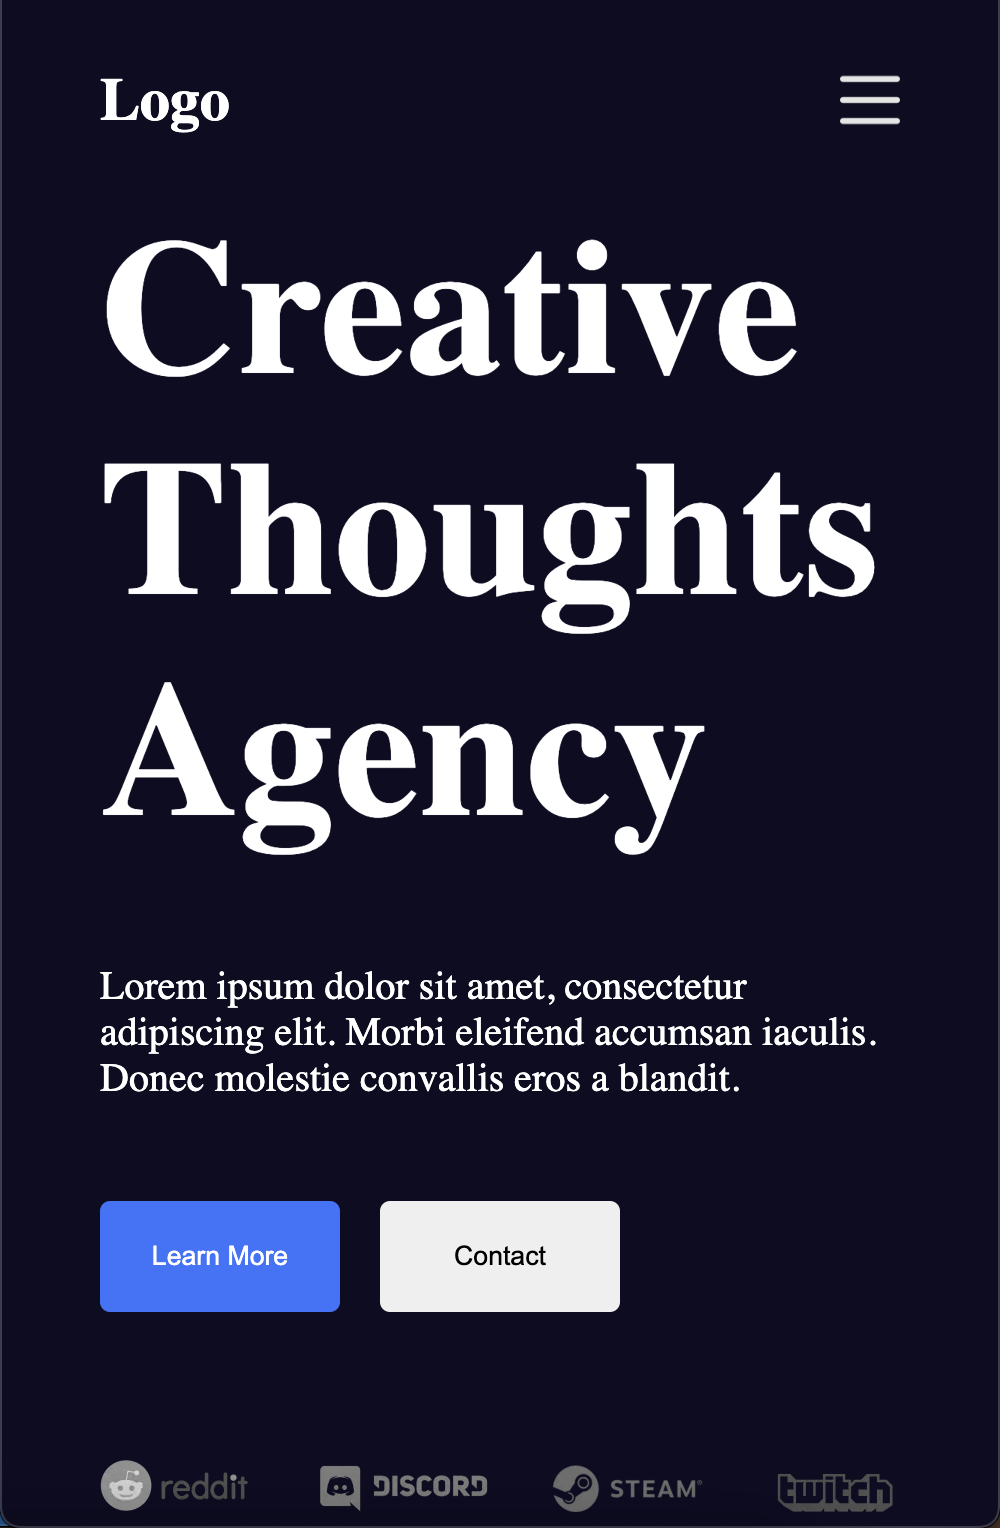 Logo
Creative
Thoughts
Agency
Lorem ipsum dolor sit amet, consectetur
adipiscing elit. Morbi eleifend accumsan iaculis.
Donec molestie convallis eros a blandit.
Learn More Contact
reddit DISCORD STEAM® twitch